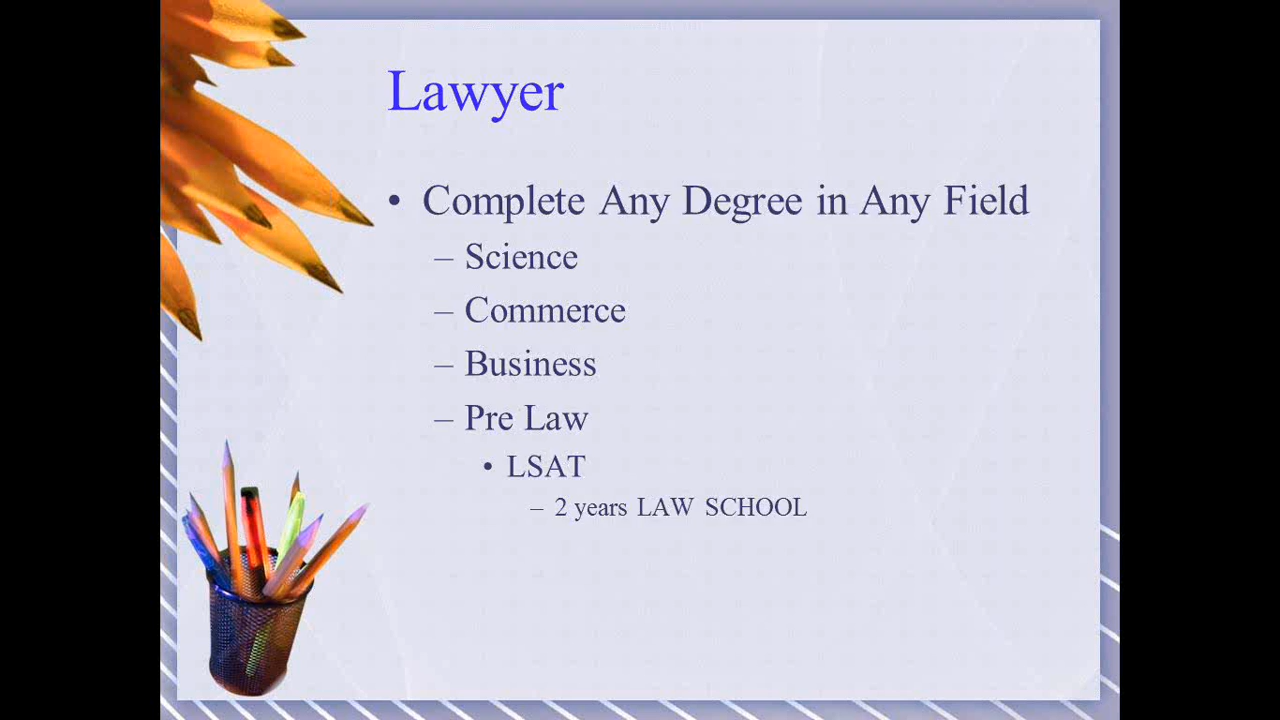 Lawyer
• Complete Any Degree in Any Field
– Science
– Commerce
– Business
– Pre Law
• LSAT
– 2 years LAW SCHOOL